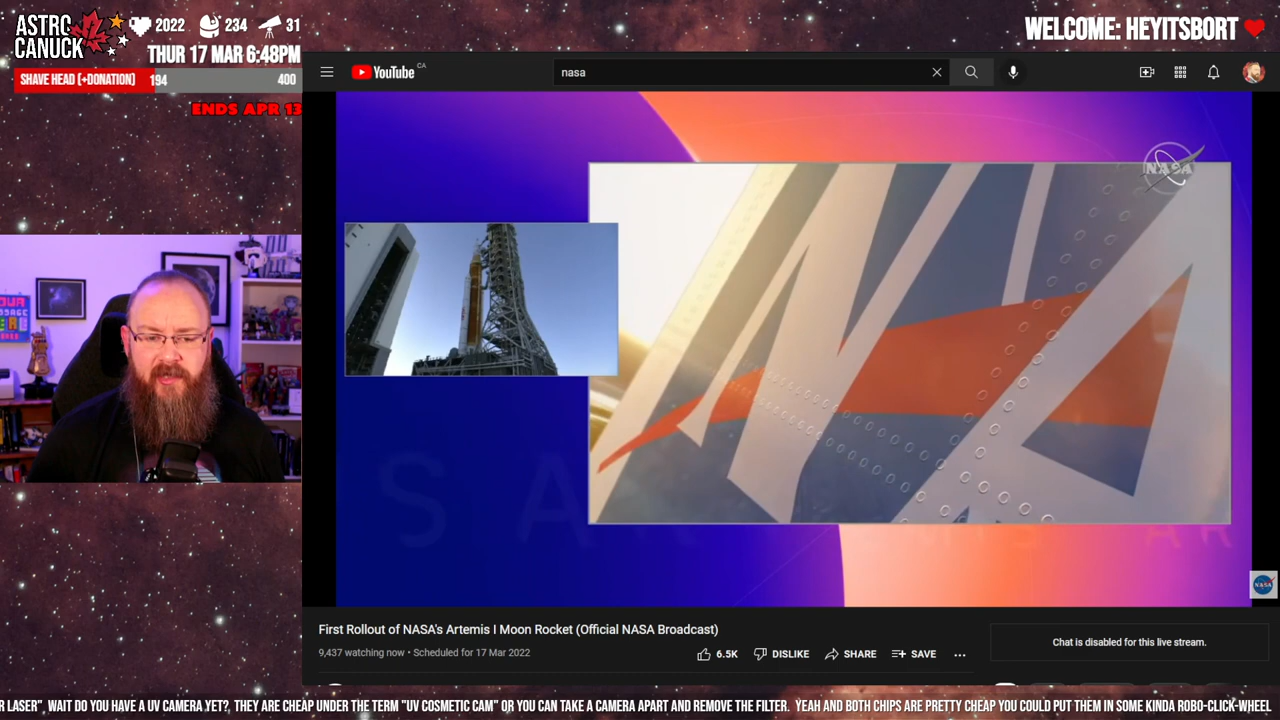 ASTRO
CANUCK
2022
234
31
THUR 17 MAR 6:48PM
SHAVE HEAD (+DONATION)
194
400
ENDS APR 13
WELCOME: HEYITSBORT
YouTube
CA
nasa
NASA
First Rollout of NASA's Artemis I Moon Rocket (Official NASA Broadcast)
9,437 watching now • Scheduled for 17 Mar 2022
6.5K
DISLIKE
SHARE
SAVE
Chat is disabled for this live stream.
R LASER", WAIT DO YOU HAVE A UV CAMERA YET?, THEY ARE CHEAP UNDER THE TERM "UV COSMETIC CAM" OR YOU CAN TAKE A CAMERA APART AND REMOVE THE FILTER. YEAH AND BOTH CHIPS ARE PRETTY CHEAP YOU COULD PUT THEM IN SOME KINDA ROBO-CLICK-WHEEL